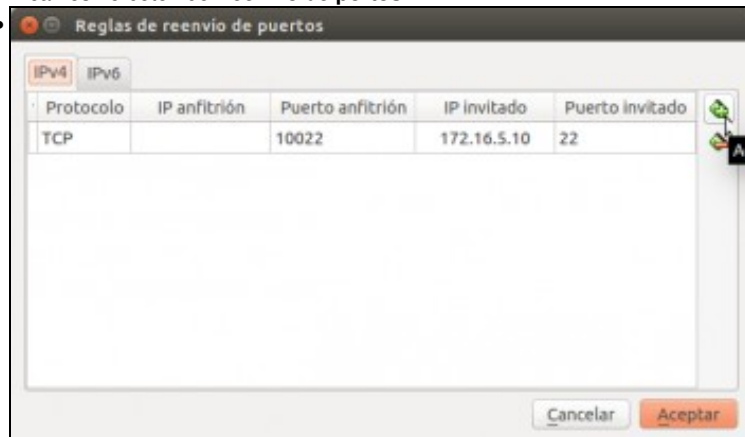 Reglas de reenvío de puertos
IPv4 IPv6
Protocolo IP anfitrión Puerto anfitrión IP invitado Puerto invitado
TCP 10022 172.16.5.10 22
A
Cancelar Aceptar